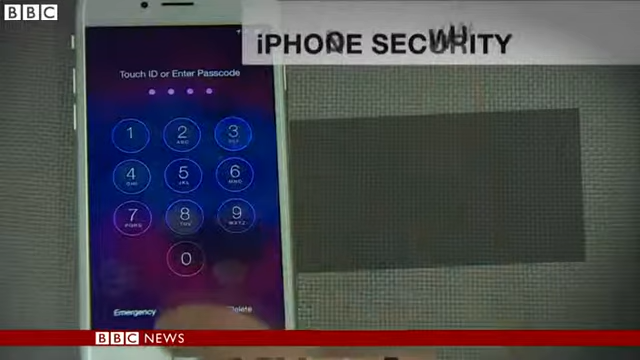 BBC
iPHONE SECURITY
Touch ID or Enter Passcode
1
2
ABC
3
DEF
4
GHI
5
JKL
6
MNO
7
PQRS
8
TUV
9
WXYZ
0
Emergency
Delete
BBC NEWS